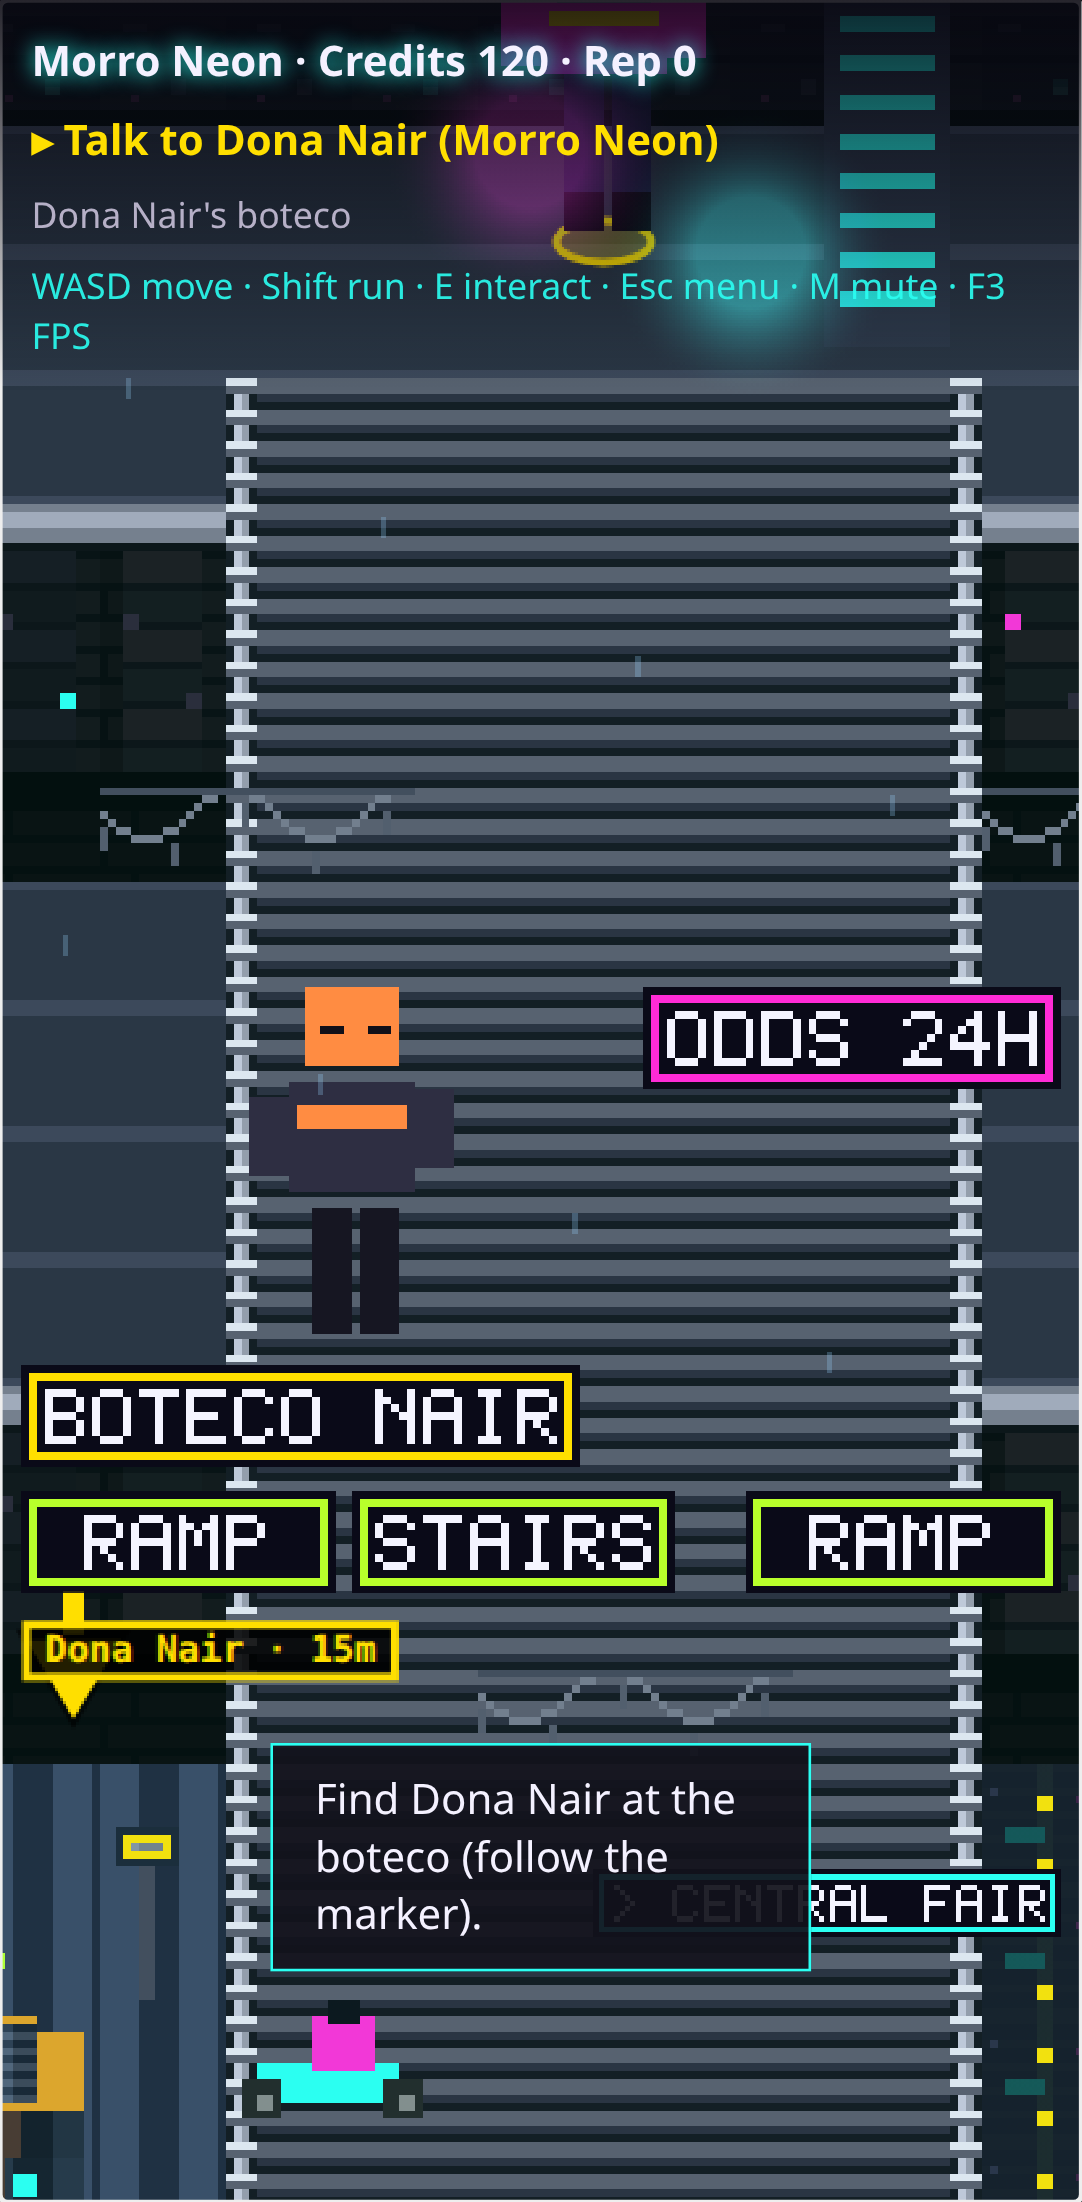 Morro Neon · Credits 120 · Rep 0
▸ Talk to Dona Nair (Morro Neon)
Dona Nair's boteco
WASD move · Shift run · E interact · Esc menu · M mute · F3
FPS
ODDS 24H
BOTECO NAIR
RAMP STAIRS RAMP
Dona Nair · 15m
Find Dona Nair at the
boteco (follow the
marker).
> CENTRAL FAIR